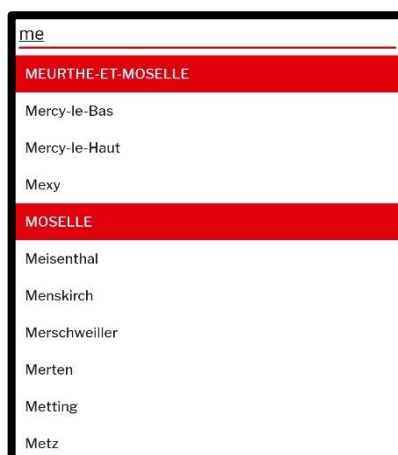 me
MEURTHE-ET-MOSELLE
Mercy-le-Bas
Mercy-le-Haut
Mexy
MOSELLE
Meisenthal
Menskirch
Merschweiller
Merten
Metting
Metz